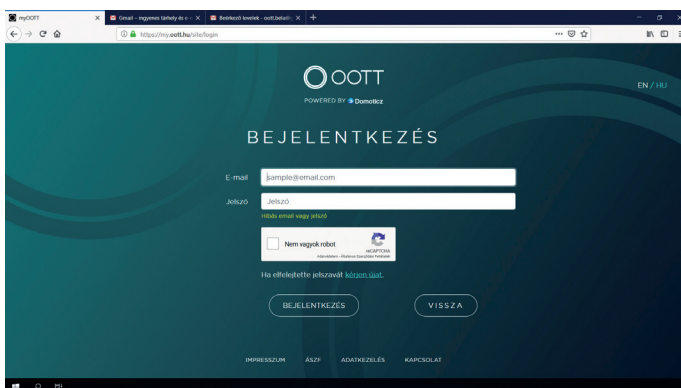 myOOTT
Gmail – ingyenes tárhely és e-
Beérkező levelek - oott.
https://my.oott.hu/site/login
OOTT
POWERED BY Domoticz
EN / HU
BEJELENTKEZÉS
E-mail
sample@email.com
Jelszó
Jelszó
Hibás email vagy jelszó
Nem vagyok robot
reCAPTCHA
Ha elfelejtette jelszavát kérjen újat.
BEJELENTKEZÉS
VISSZA
IMPRESSZUM ÁSZF ADATKEZELÉS KAPCSOLAT